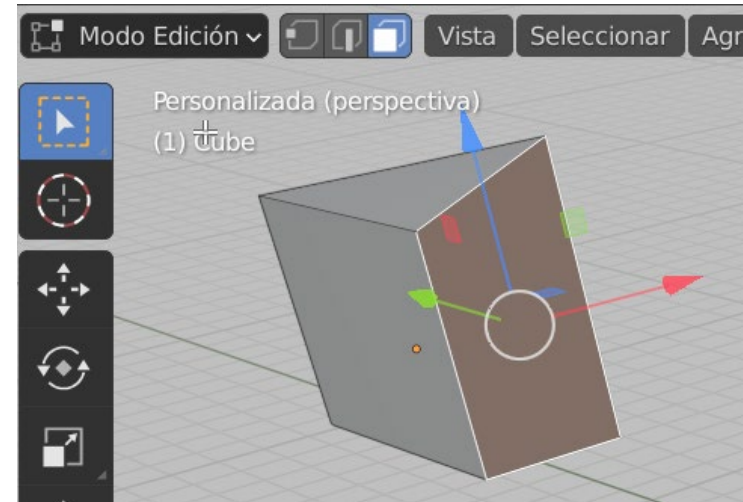 Modo Edición Vista Seleccionar Agr
Personalizada (perspectiva)
(1) Cube